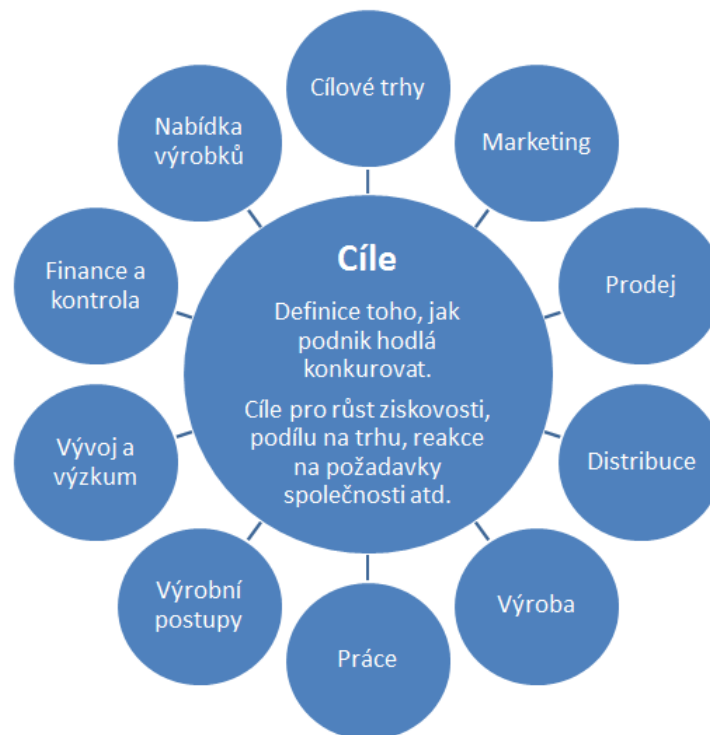 Cílové trhy
Marketing
Prodej
Distribuce
Výroba
Práce
Výrobní
postupy
Vývoj a
výzkum
Finance a
kontrola
Nabídka
výrobků
Cíle
Definice toho, jak
podnik hodlá
konkurovat.
Cíle pro růst ziskovosti,
podílu na trhu, reakce
na požadavky
společnosti atd.